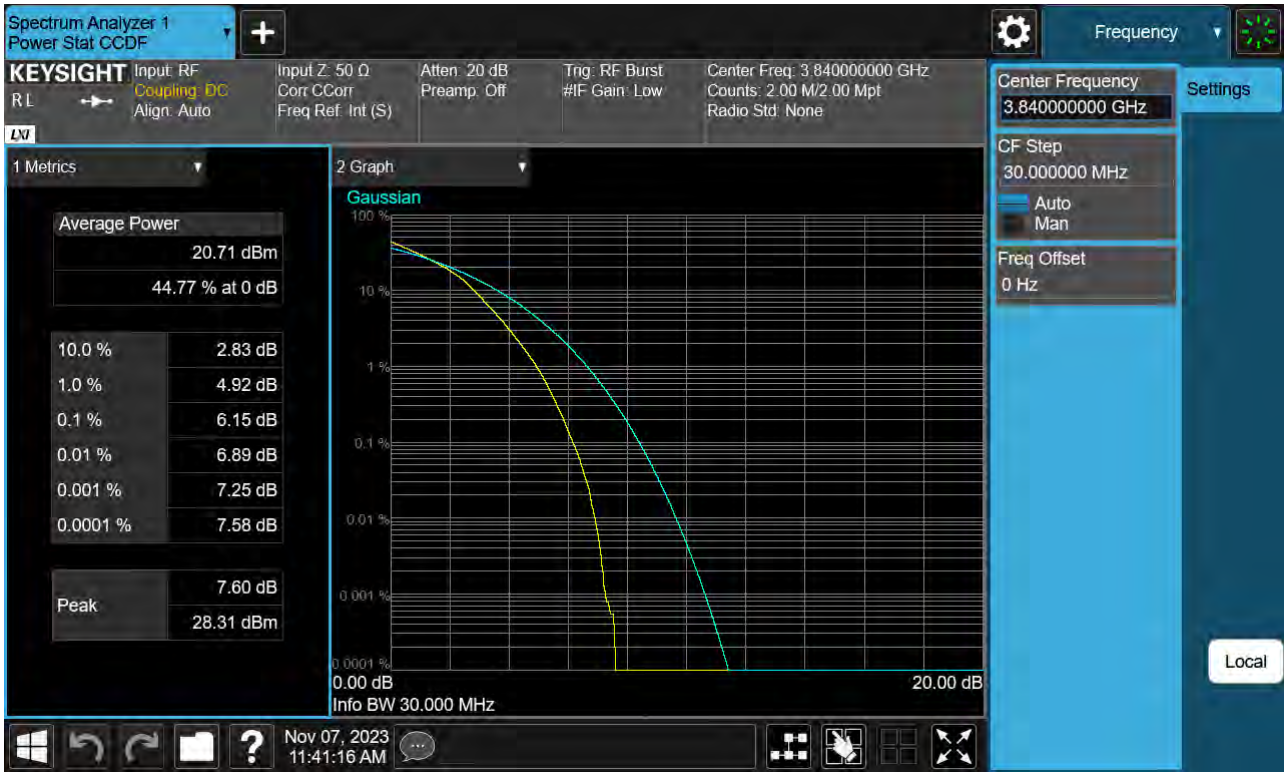 Spectrum Analyzer 1
Power Stat CCDF
Frequency
KEYSIGHT
R L
LXI
Input: RF
Coupling: DC
Align: Auto
Input Z: 50 Ω
Corr CCorr
Freq Ref: Int (S)
Atten: 20 dB
Preamp: Off
Trig: RF Burst
#IF Gain: Low
Center Freq: 3.840000000 GHz
Counts: 2.00 M/2.00 Mpt
Radio Std: None
Center Frequency
3.840000000 GHz
Settings
CF Step
30.000000 MHz
Auto
Man
Freq Offset
0 Hz
Local
1 Metrics
Average Power
20.71 dBm
44.77 % at 0 dB
10.0 % 2.83 dB
1.0 % 4.92 dB
0.1 % 6.15 dB
0.01 % 6.89 dB
0.001 % 7.25 dB
0.0001 % 7.58 dB
Peak
7.60 dB
28.31 dBm
2 Graph
Gaussian
100 %
10 %
1 %
0.1 %
0.01 %
0.001 %
0.0001 %
0.00 dB 20.00 dB
Info BW 30.000 MHz
?
Nov 07, 2023
11:41:16 AM